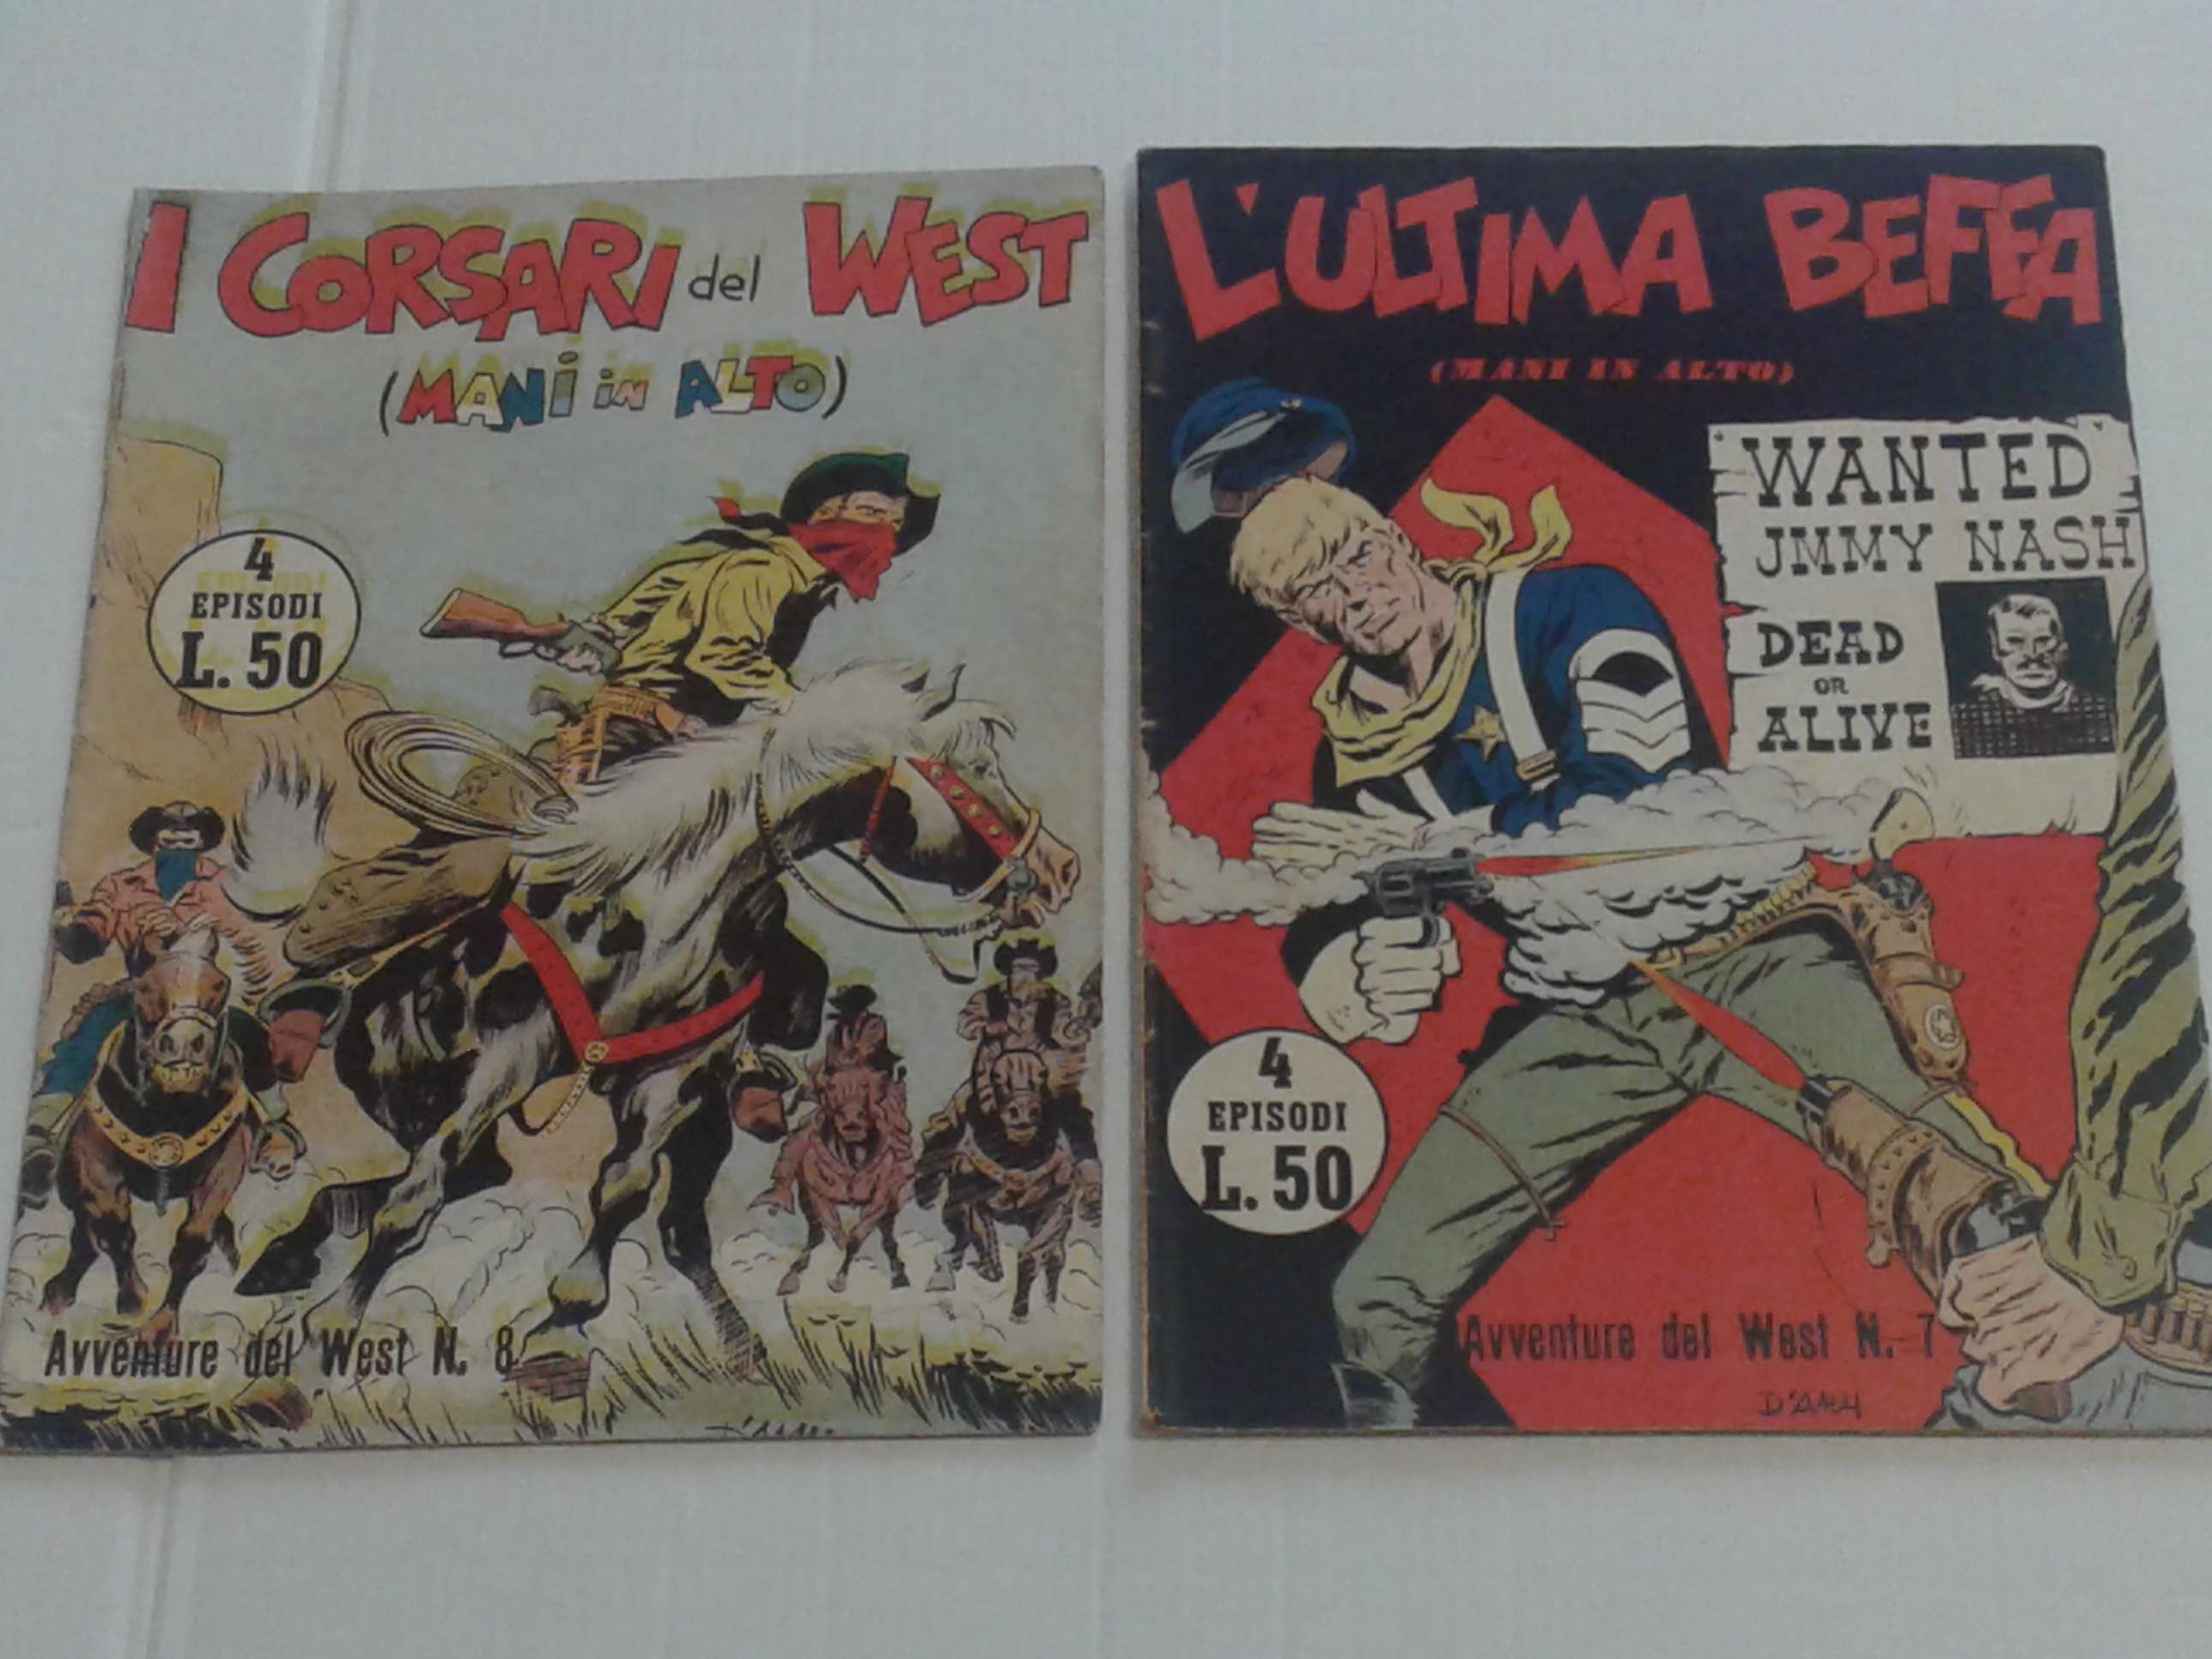 I CORSARI del WEST
(MANI in ALTO)
4
EPISODI
L. 50
Avventure del West N. 8
L'ULTIMA BEFFA
(MANI IN ALTO)
WANTED
JMMY NASH
DEAD
OR
ALIVE
4
EPISODI
L. 50
Avventure del West N. 7
D'AMY